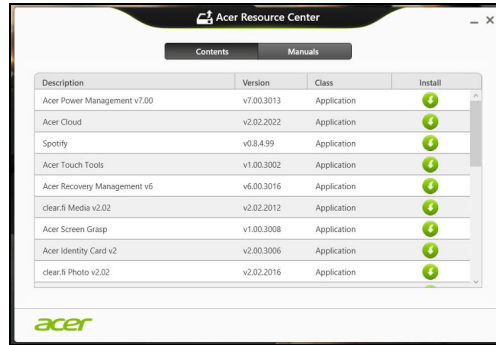 Acer Resource Center
Contents Manuals
Description Version Class Install
Acer Power Management v7.00 v7.00.3013 Application
Acer Cloud v2.02.2022 Application
Spotify v0.8.4.99 Application
Acer Touch Tools v1.00.3002 Application
Acer Recovery Management v6 v6.00.3016 Application
clear.fi Media v2.02 v2.02.2012 Application
Acer Screen Grasp v1.00.3008 Application
Acer Identity Card v2 v2.00.3006 Application
clear.fi Photo v2.02 v2.02.2016 Application
acer